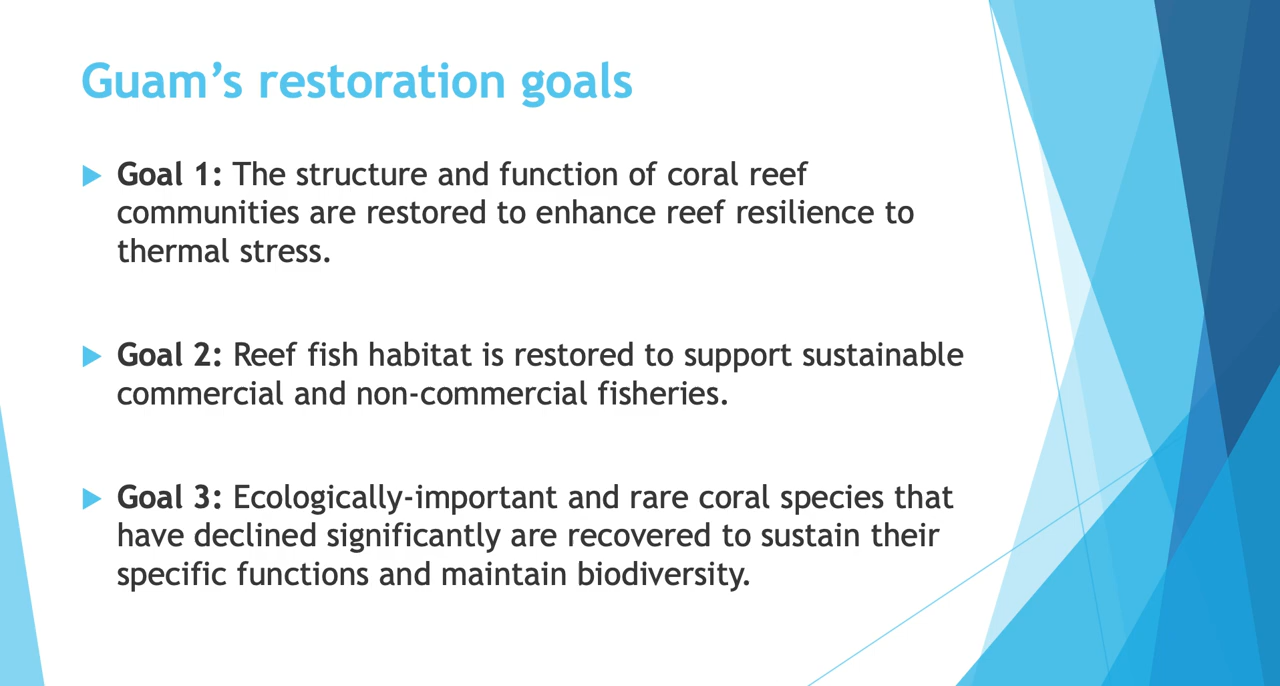 Guam’s restoration goals
Goal 1: The structure and function of coral reef
communities are restored to enhance reef resilience to
thermal stress.
Goal 2: Reef fish habitat is restored to support sustainable
commercial and non-commercial fisheries.
Goal 3: Ecologically-important and rare coral species that
have declined significantly are recovered to sustain their
specific functions and maintain biodiversity.